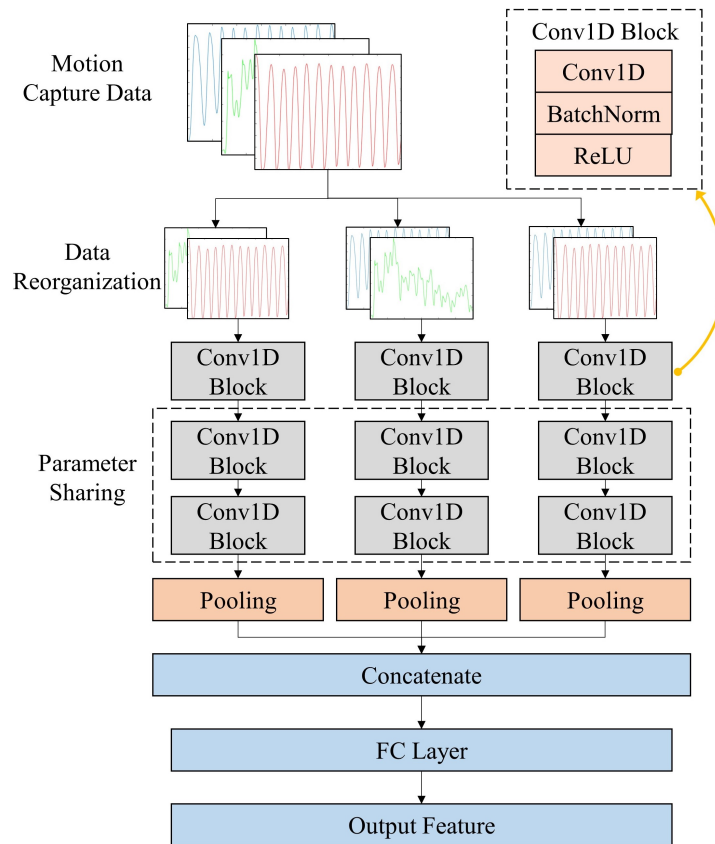 Motion
Capture Data
Conv1D Block
Conv1D
BatchNorm
ReLU
Data
Reorganization
Conv1D
Block
Conv1D
Block
Conv1D
Block
Parameter
Sharing
Conv1D
Block
Conv1D
Block
Conv1D
Block
Conv1D
Block
Conv1D
Block
Conv1D
Block
Pooling
Pooling
Pooling
Concatenate
FC Layer
Output Feature